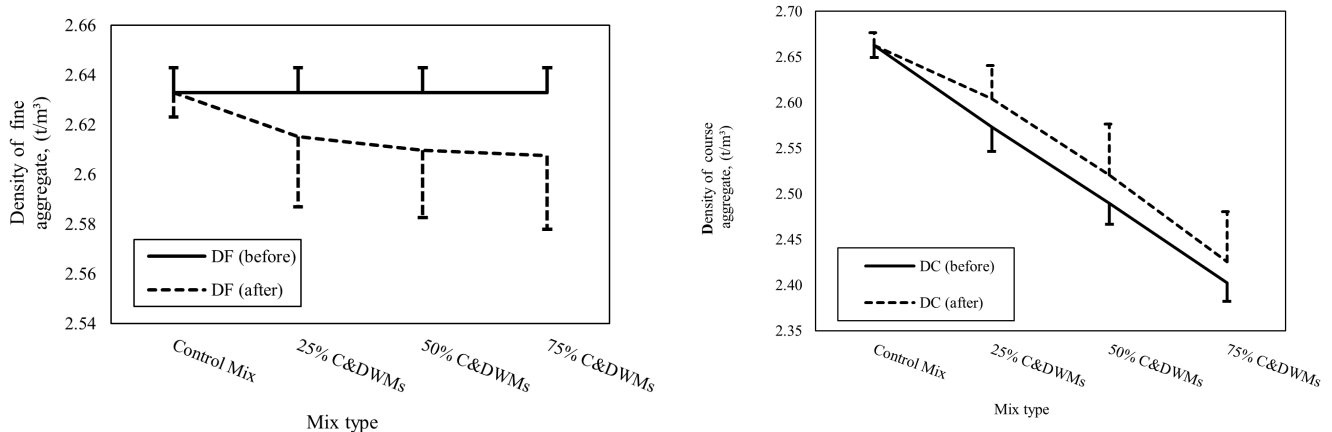 Density of fine
aggregate, (t/m³)
2.66
2.64
2.62
2.6
2.58
2.56
2.54
DF (before)
DF (after)
Control Mix
25% C&DWMs
50% C&DWMs
75% C&DWMs
Mix type
Density of course
aggregate, (t/m³)
2.70
2.65
2.60
2.55
2.50
2.45
2.40
2.35
DC (before)
DC (after)
Control Mix
25% C&DWMs
50% C&DWMs
75% C&DWMs
Mix type